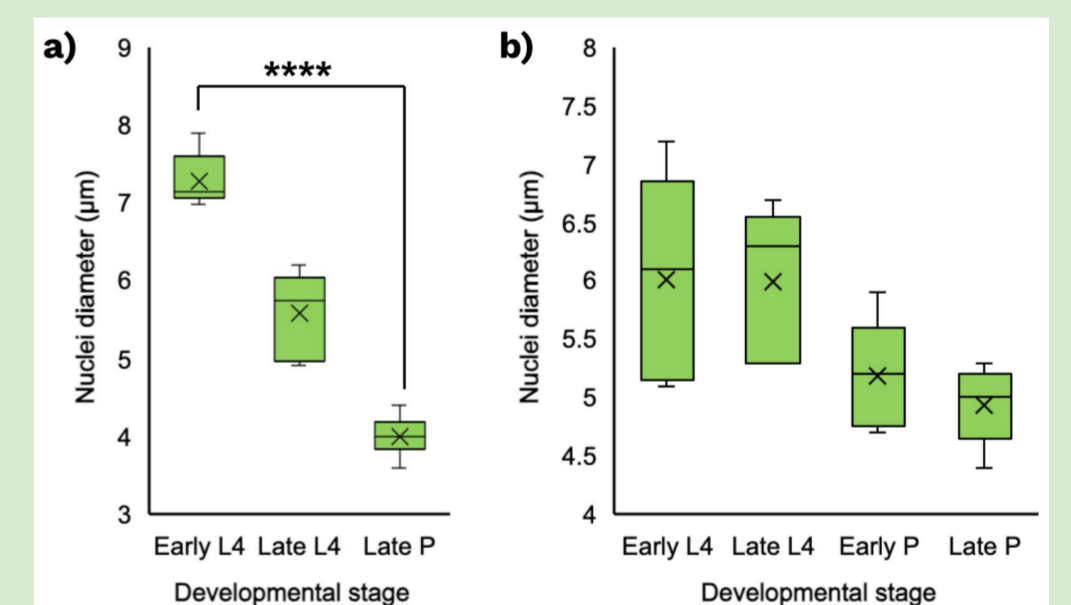 a)
9
8
7
6
5
4
3
****
Nuclei diameter (µm)
Early L4 Late L4 Late P
Developmental stage
b)
8
7.5
7
6.5
6
5.5
5
4.5
4
Nuclei diameter (µm)
Early L4 Late L4 Early P Late P
Developmental stage